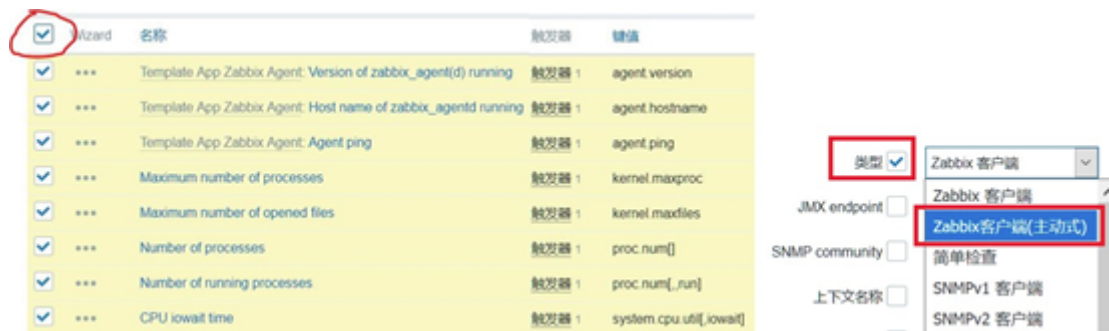 Wizard 名称 触发器 键值
Template App Zabbix Agent: Version of zabbix_agent(d) running 触发器 1 agent.version
Template App Zabbix Agent: Host name of zabbix_agentd running 触发器 1 agent.hostname
Template App Zabbix Agent: Agent ping 触发器 1 agent.ping
Maximum number of processes 触发器 1 kernel.maxproc
Maximum number of opened files 触发器 1 kernel.maxfiles
Number of processes 触发器 1 proc.num[]
Number of running processes 触发器 1 proc.num[,,run]
CPU iowait time 触发器 1 system.cpu.util[,iowait]
类型 Zabbix 客户端
Zabbix 客户端
JMX endpoint
Zabbix客户端(主动式)
SNMP community
简单检查
上下文名称
SNMPv1 客户端
SNMPv2 客户端